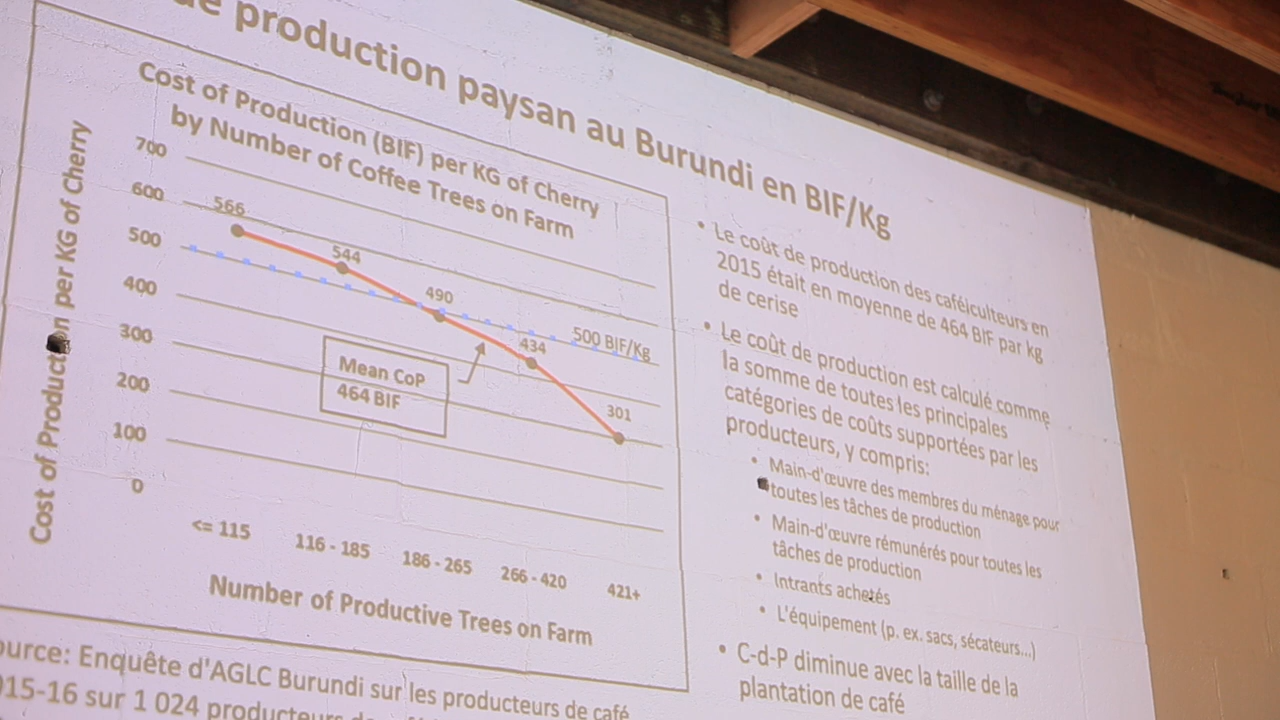 de production paysan au Burundi en BIF/Kg
Cost of Production (BIF) per KG of Cherry
by Number of Coffee Trees on Farm
Cost of Production per KG of Cherry
700
600
500
400
300
200
100
0
566
544
490
434
301
500 BIF/Kg
Mean CoP
464 BIF
<= 115
116 - 185
186 - 265
266 - 420
421+
Number of Productive Trees on Farm
ource: Enquête d'AGLC Burundi sur les producteurs de café
015-16 sur 1 024 producteurs
• Le coût de production des caféiculteurs en
2015 était en moyenne de 464 BIF par kg
de cerise
• Le coût de production est calculé comme
la somme de toutes les principales
catégories de coûts supportées par les
producteurs, y compris:
• Main-d'œuvre des membres du ménage pour
toutes les tâches de production
• Main-d'œuvre rémunérés pour toutes les
tâches de production
• Intrants achetés
• L'équipement (p. ex. sacs, sécateurs...)
• C-d-P diminue avec la taille de la
plantation de café